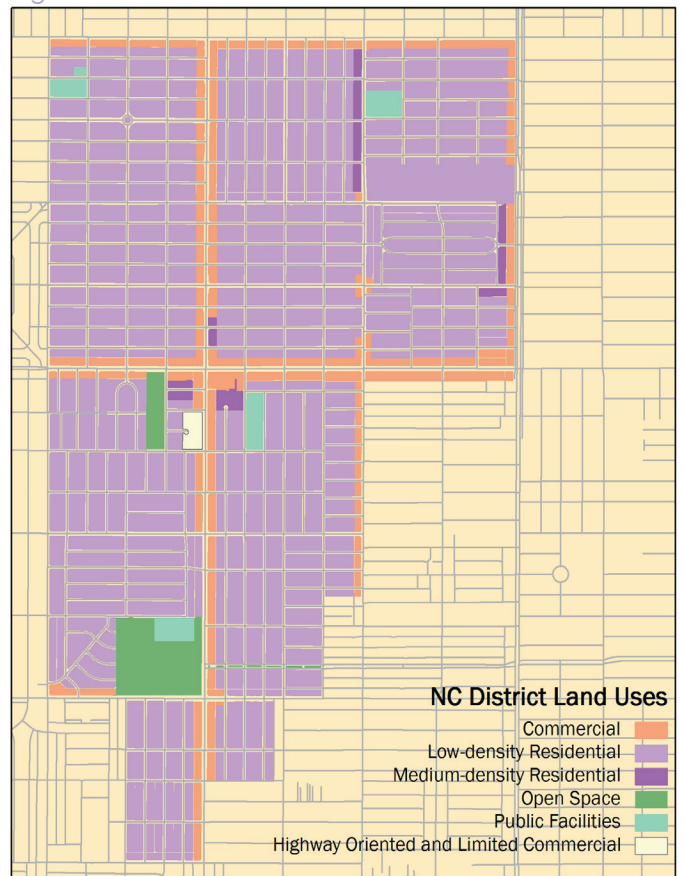 NC District Land Uses
Commercial
Low-density Residential
Medium-density Residential
Open Space
Public Facilities
Highway Oriented and Limited Commercial